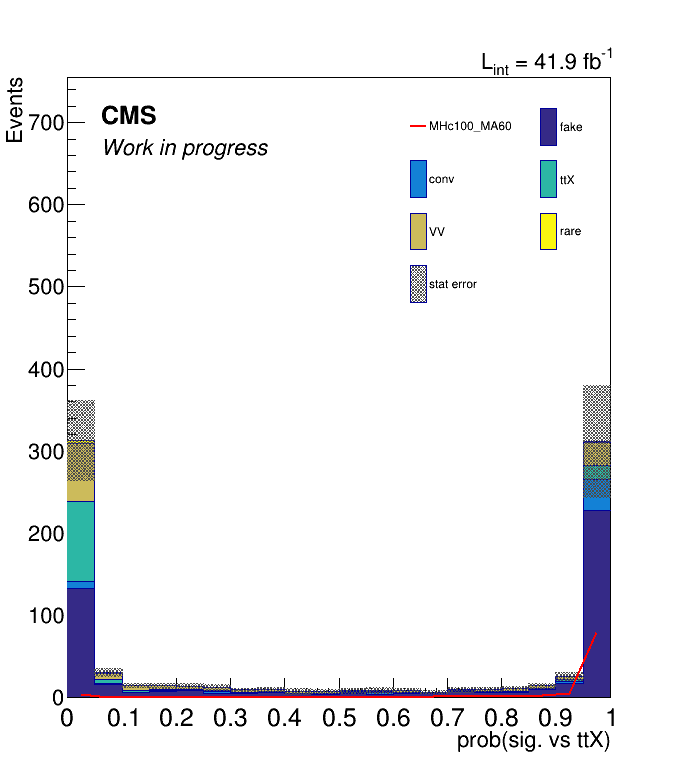 L_int = 41.9 fb^-1
Events
CMS
Work in progress
MHc100_MA60
fake
conv
ttX
VV
rare
stat error
700
600
500
400
300
200
100
0
0 0.1 0.2 0.3 0.4 0.5 0.6 0.7 0.8 0.9 1
prob(sig. vs ttX)